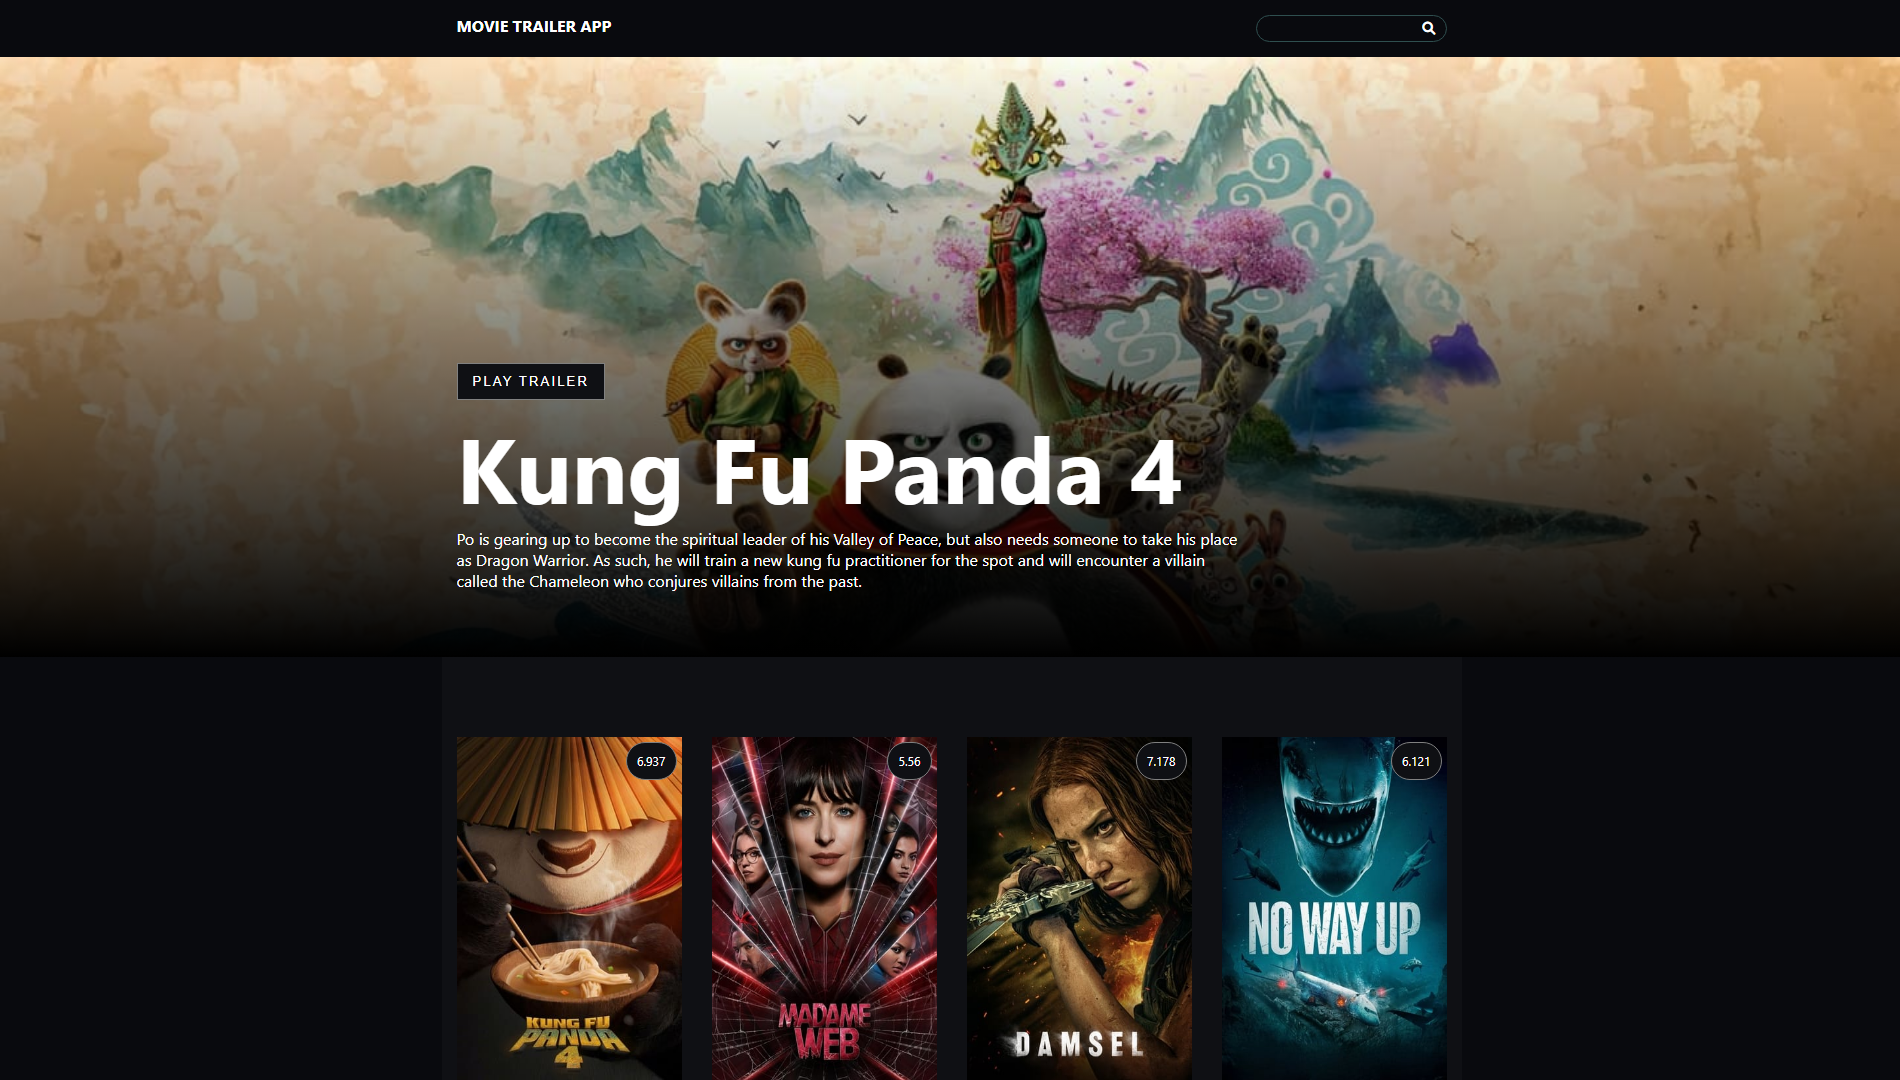 MOVIE TRAILER APP
PLAY TRAILER
Kung Fu Panda 4
Po is gearing up to become the spiritual leader of his Valley of Peace, but also needs someone to take his place
as Dragon Warrior. As such, he will train a new kung fu practitioner for the spot and will encounter a villain
called the Chameleon who conjures villains from the past.
6.937
5.56
7.178
6.121
KUNG FU
PANDA
4
MADAME
WEB
DAMSEL
NO WAY UP